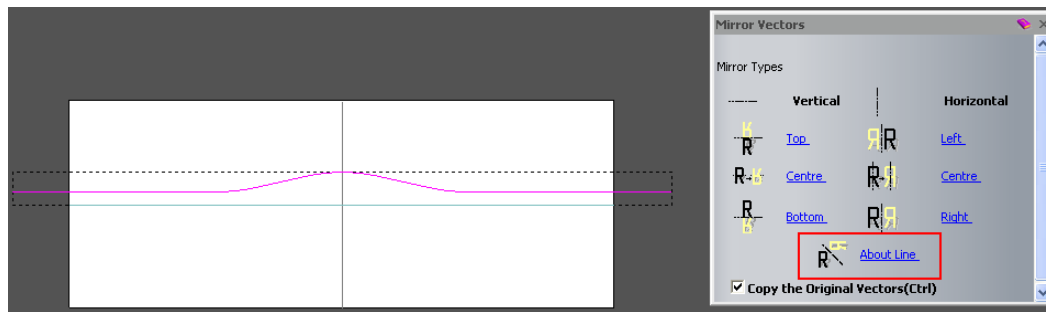 Mirror Vectors
Mirror Types
Vertical Horizontal
Top Left
Centre Centre
Bottom Right
About Line
Copy the Original Vectors(Ctrl)